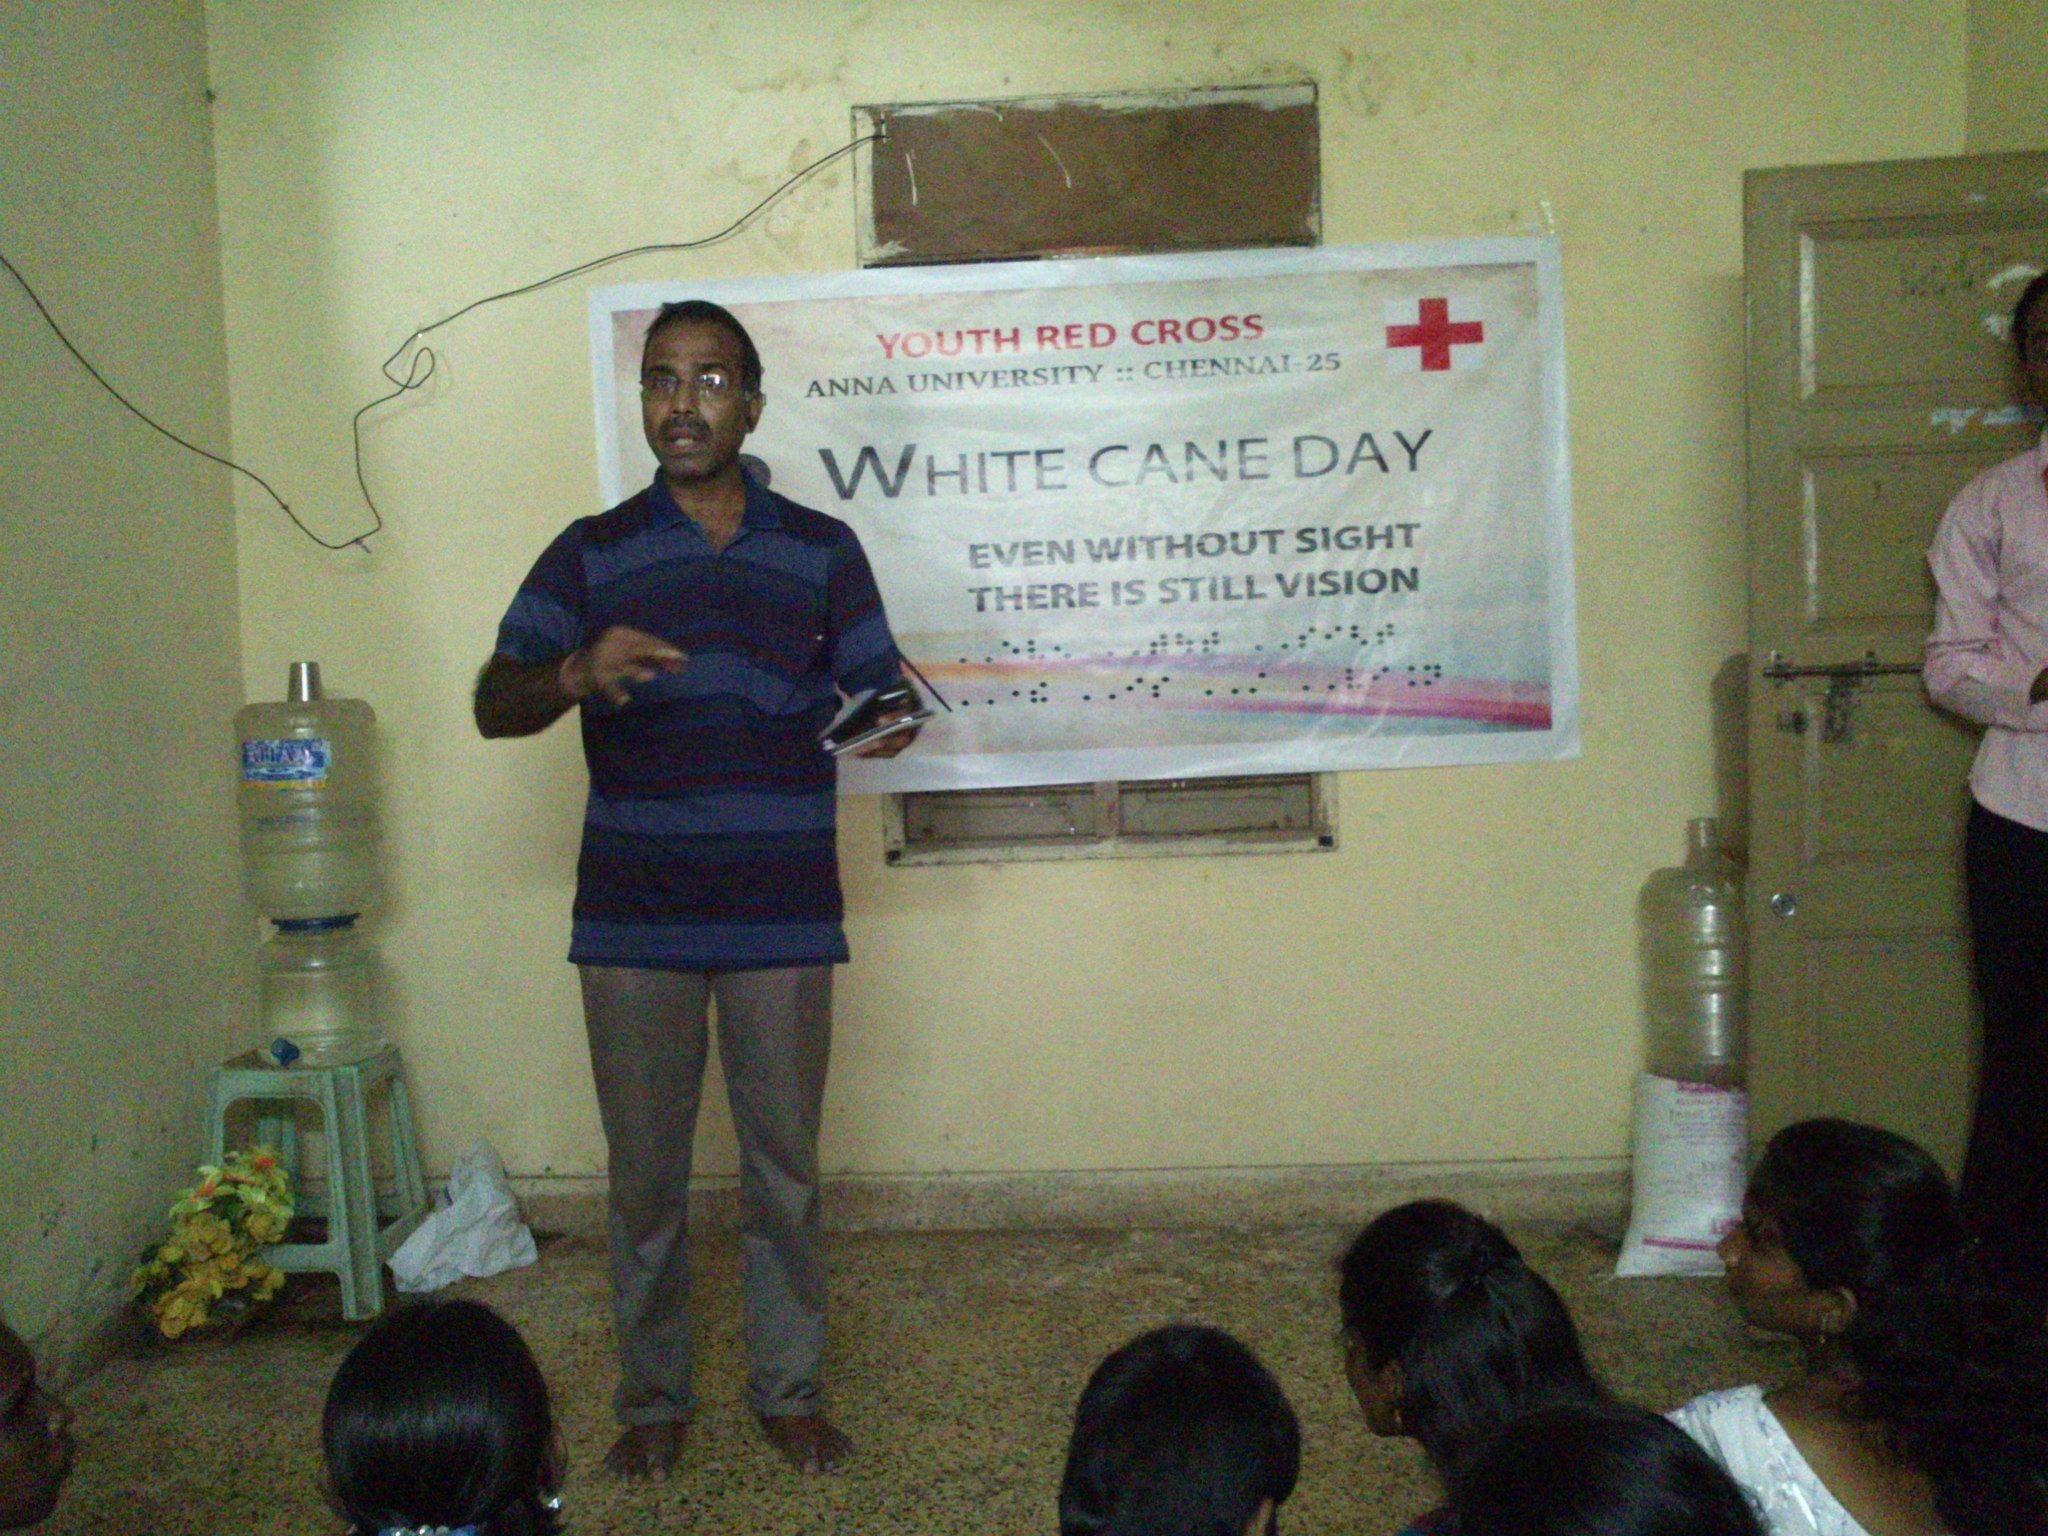 YOUTH RED CROSS
ANNA UNIVERSITY :: CHENNAI-25
WHITE CANE DAY
EVEN WITHOUT SIGHT
THERE IS STILL VISION